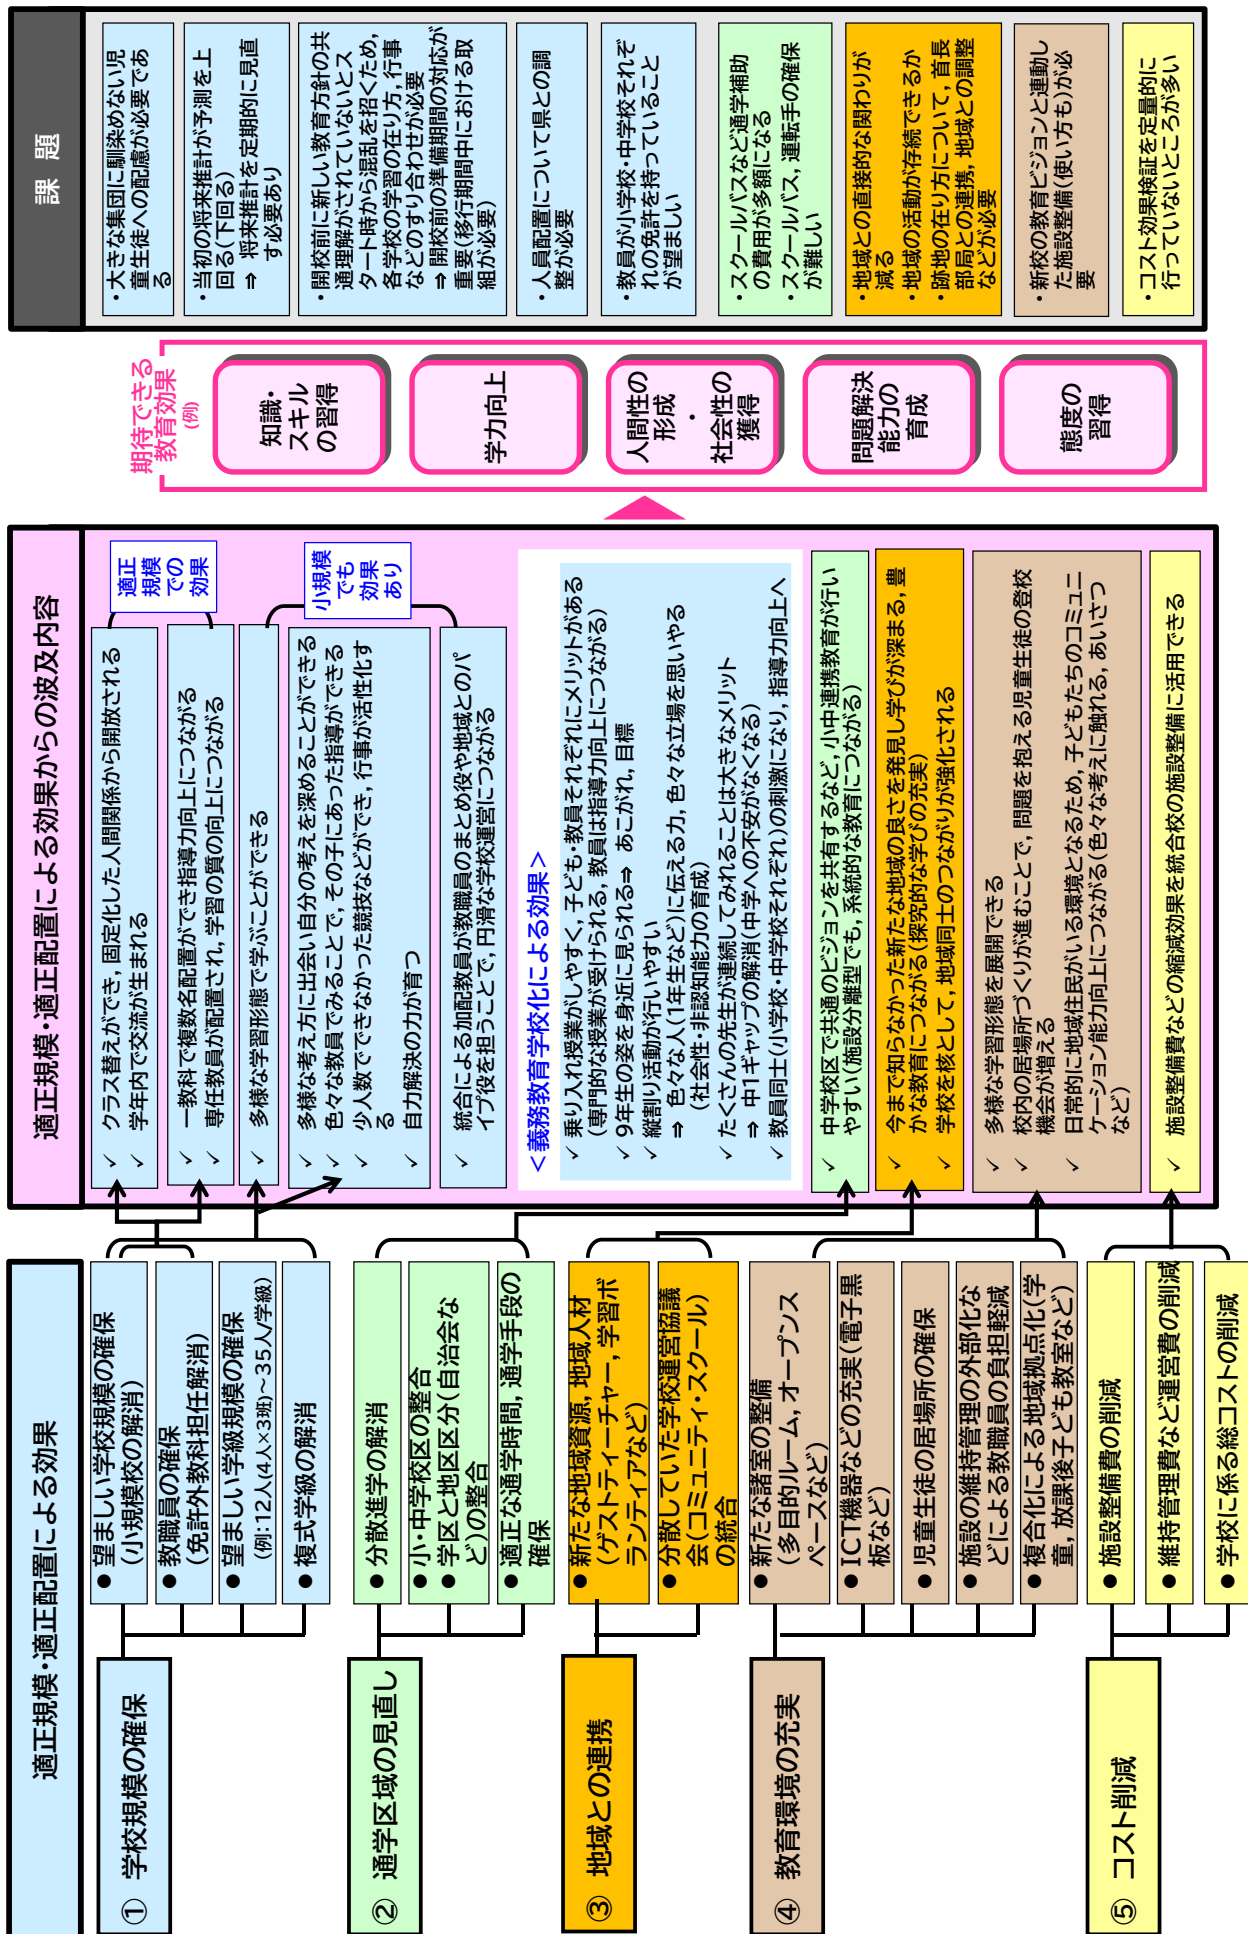 適正規模・適正配置による効果
① 学校規模の確保
● 望ましい学校規模の確保
（小規模校の解消）
● 教職員の確保
（免許外教科担任解消）
● 望ましい学級規模の確保
（例：12人(4人×3班)～35人/学級）
● 複式学級の解消
② 通学区域の見直し
● 分散進学の解消
● 小・中学校区の整合
● 学区と地区区分（自治会な
ど）の整合
● 適正な通学時間，通学手段の
確保
③ 地域との連携
● 新たな地域資源，地域人材
（ゲストティーチャー，学習ボ
ランティアなど）
● 分散していた学校運営協議
会（コミュニティ・スクール）
の統合
④ 教育環境の充実
● 新たな諸室の整備
（多目的ルーム，オープンス
ペースなど）
● ICT機器などの充実（電子黒
板など）
● 児童生徒の居場所の確保
● 施設の維持管理の外部化な
どによる教職員の負担軽減
● 複合化による地域拠点化（学
童，放課後子ども教室など）
⑤ コスト削減
● 施設整備費の削減
● 維持管理費など運営費の削減
● 学校に係る総コストの削減
適正規模・適正配置による効果からの波及内容
✓ クラス替えができ，固定化した人間関係から開放される
✓ 学年内で交流が生まれる
✓ 一教科で複数名配置ができ指導力向上につながる
✓ 専任教員が配置され，学習の質の向上につながる
適正
規模
での
効果
✓ 多様な学習形態で学ぶことができる
✓ 多様な考え方に出会い自分の考えを深めることができる
✓ 色々な教員でみることで，その子にあった指導ができる
✓ 少人数でできなかった競技などができ，行事が活性化す
る
✓ 自力解決の力が育つ
✓ 統合による加配教員が教職員のまとめ役や地域とのパ
イプ役を担うことで，円滑な学校運営につながる
小規模
でも
効果
あり
＜義務教育学校化による効果＞
✓ 乗り入れ授業がしやすく，子ども・教員それぞれにメリットがある
（専門的な授業が受けられる，教員は指導力向上につながる）
✓ 9年生の姿を身近に見られる⇒ あこがれ，目標
✓ 縦割り活動が行いやすい
⇒ 色々な人（1年生など）に伝える力，色々な立場を思いやる
（社会性・非認知能力の育成）
✓ たくさんの先生が連続してみれることは大きなメリット
⇒ 中1ギャップの解消（中学への不安がなくなる）
✓ 教員同士（小学校・中学校それぞれ）の刺激になり，指導力向上へ
✓ 中学校区で共通のビジョンを共有するなど，小中連携教育が行い
やすい（施設分離型でも，系統的な教育につながる）
✓ 今まで知らなかった新たな地域の良さを発見し学びが深まる，豊
かな教育につながる（探究的な学びの充実）
✓ 学校を核として，地域同士のつながりが強化される
✓ 多様な学習形態を展開できる
✓ 校内の居場所づくりが進むことで，問題を抱える児童生徒の登校
機会が増える
✓ 日常的に地域住民がいる環境となるため，子どもたちのコミュニ
ケーション能力向上につながる（色々な考えに触れる，あいさつ
など）
✓ 施設整備費などの縮減効果を統合校の施設整備に活用できる
期待できる
教育効果
（例）
知識・
スキル
の習得
学力向上
人間性の
形成
・
社会性の
獲得
問題解決
能力の
育成
態度の
習得
課 題
・大きな集団に馴染めない児
童生徒への配慮が必要であ
る
・当初の将来推計が予測を上
回る（下回る）
⇒ 将来推計を定期的に見直
す必要あり
・開校前に新しい教育方針の共
通理解がされていないとス
タート時から混乱を招くため，
各学校の学習の在り方，行事
などのすり合わせが必要
⇒ 開校前の準備期間の対応が
重要（移行期間中における取
組が必要）
・人員配置について県との調
整が必要
・教員が小学校・中学校それぞ
れの免許を持っていること
が望ましい
・スクールバスなど通学補助
の費用が多額になる
・スクールバス，運転手の確保
が難しい
・地域との直接的な関わりが
減る
・地域の活動が存続できるか
・跡地の在り方について，首長
部局との連携，地域との調整
などが必要
・新校の教育ビジョンと連動し
た施設整備（使い方も）が必
要
・コスト効果検証を定量的に
行っていないところが多い